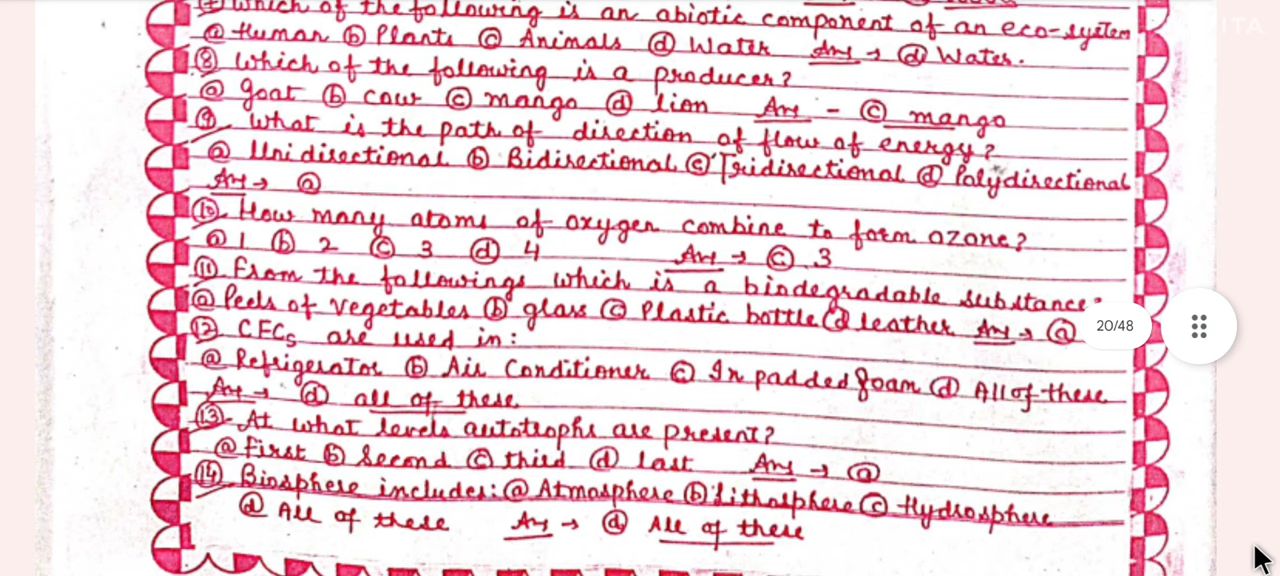 ⑦ Which of the following is an abiotic component of an eco-system
ⓐ Human ⓑ Plants ⓒ Animals ⓓ Water Ans → ⓓ Water.
⑧ Which of the following is a producer?
ⓐ goat ⓑ cow ⓒ mango ⓓ lion Ans - ⓒ mango
⑨ What is the path of direction of flow of energy?
ⓐ Unidirectional ⓑ Bidirectional ⓒ Tridirectional ⓓ Polydirectional
Ans → ⓐ
⑩ How many atoms of oxygen combine to form ozone?
ⓐ 1 ⓑ 2 ⓒ 3 ⓓ 4 Ans → ⓒ 3
⑪ From the followings which is a biodegradable substance?
ⓐ Peels of vegetables ⓑ glass ⓒ Plastic bottle ⓓ leather Ans → ⓐ
⑫ CFCs are used in:
ⓐ Refrigerator ⓑ Air Conditioner ⓒ In padded foam ⓓ All of these
Ans → ⓓ all of these
⑬- At what levels autotrophs are present?
ⓐ First ⓑ Second ⓒ third ⓓ last Ans → ⓐ
⑭ Biosphere includes: ⓐ Atmosphere ⓑ Lithosphere ⓒ Hydrosphere
ⓓ All of these Ans → ⓓ All of these
20/48